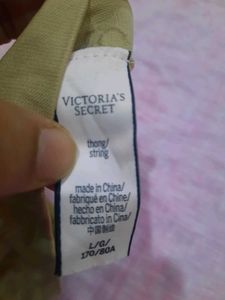 VICTORIA'S
SECRET
thong/
string
made in China/
fabriqué en Chine/
hecho en China/
fabbricato in Cina/
中国制造
L/G/
170/80A